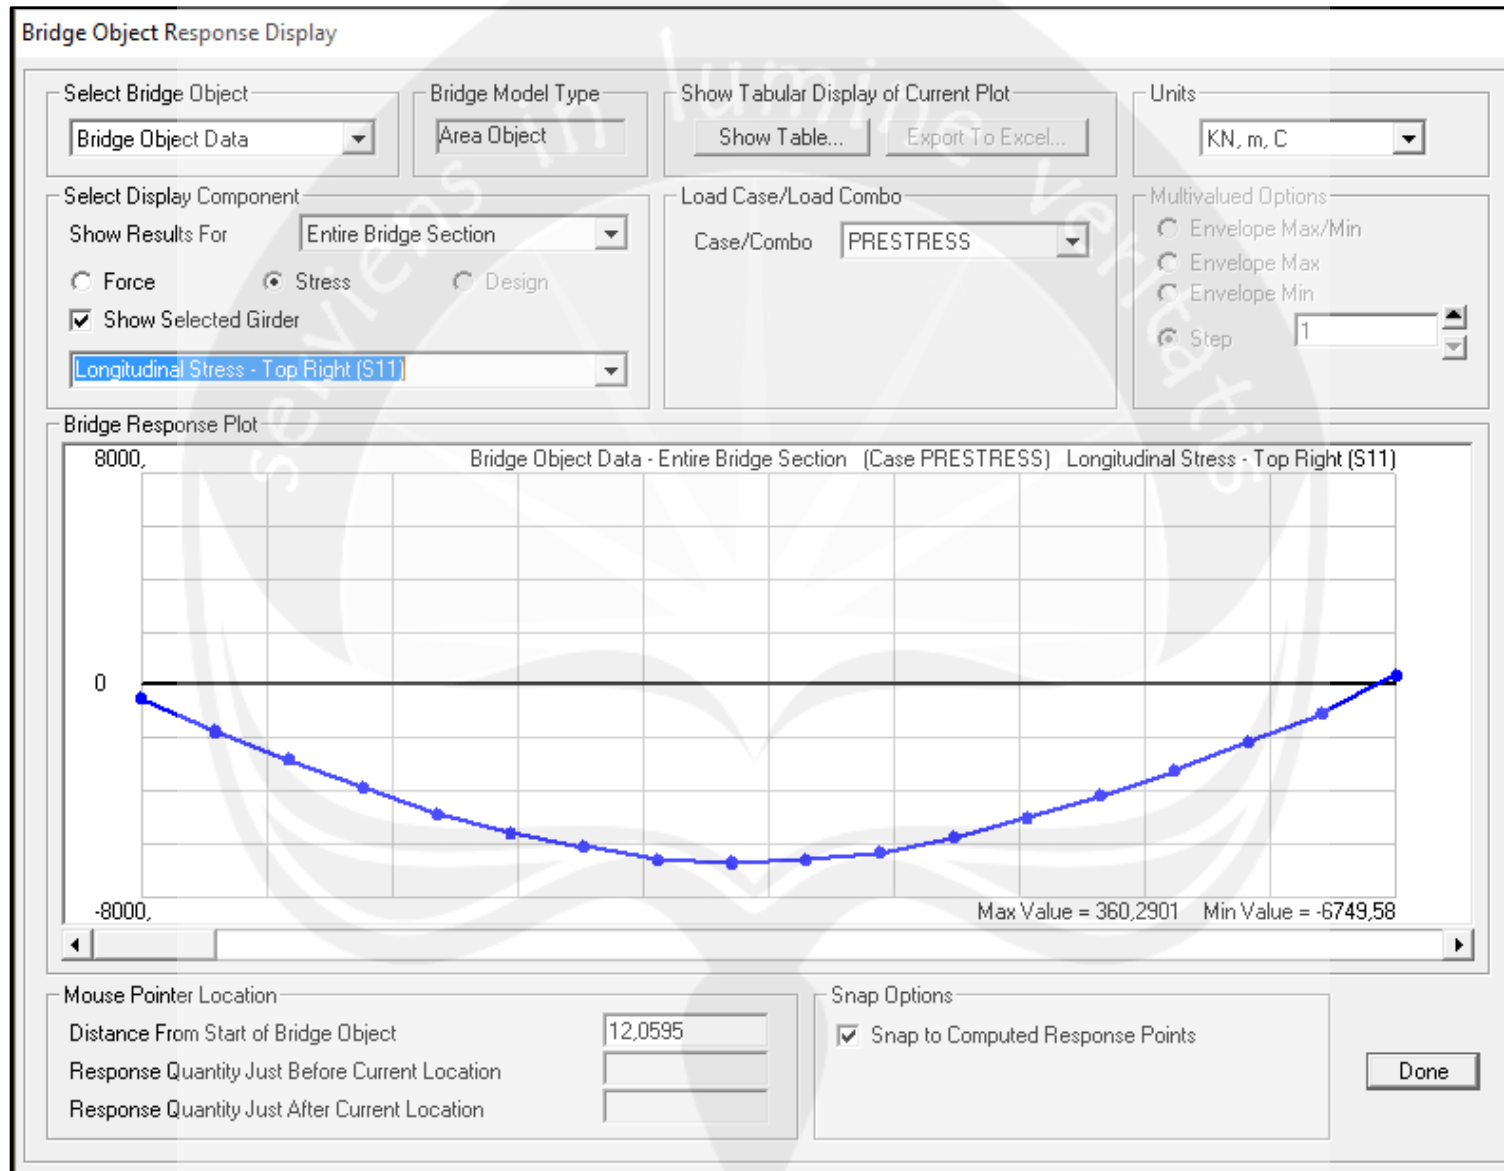 Bridge Object Response Display
Select Bridge Object
Bridge Object Data
Bridge Model Type
Area Object
Show Tabular Display of Current Plot
Show Table...
Export To Excel...
Units
KN, m, C
Select Display Component
Show Results For
Entire Bridge Section
Force
Stress
Design
Show Selected Girder
Longitudinal Stress - Top Right (S11)
Load Case/Load Combo
Case/Combo
PRESTRESS
Multivalued Options
Envelope Max/Min
Envelope Max
Envelope Min
Step
1
Bridge Response Plot
8000,
Bridge Object Data - Entire Bridge Section (Case PRESTRESS) Longitudinal Stress - Top Right (S11)
0
-8000,
Max Value = 360,2901 Min Value = -6749,58
Mouse Pointer Location
Distance From Start of Bridge Object
12,0595
Response Quantity Just Before Current Location
Response Quantity Just After Current Location
Snap Options
Snap to Computed Response Points
Done
serviens in lumine veritatis